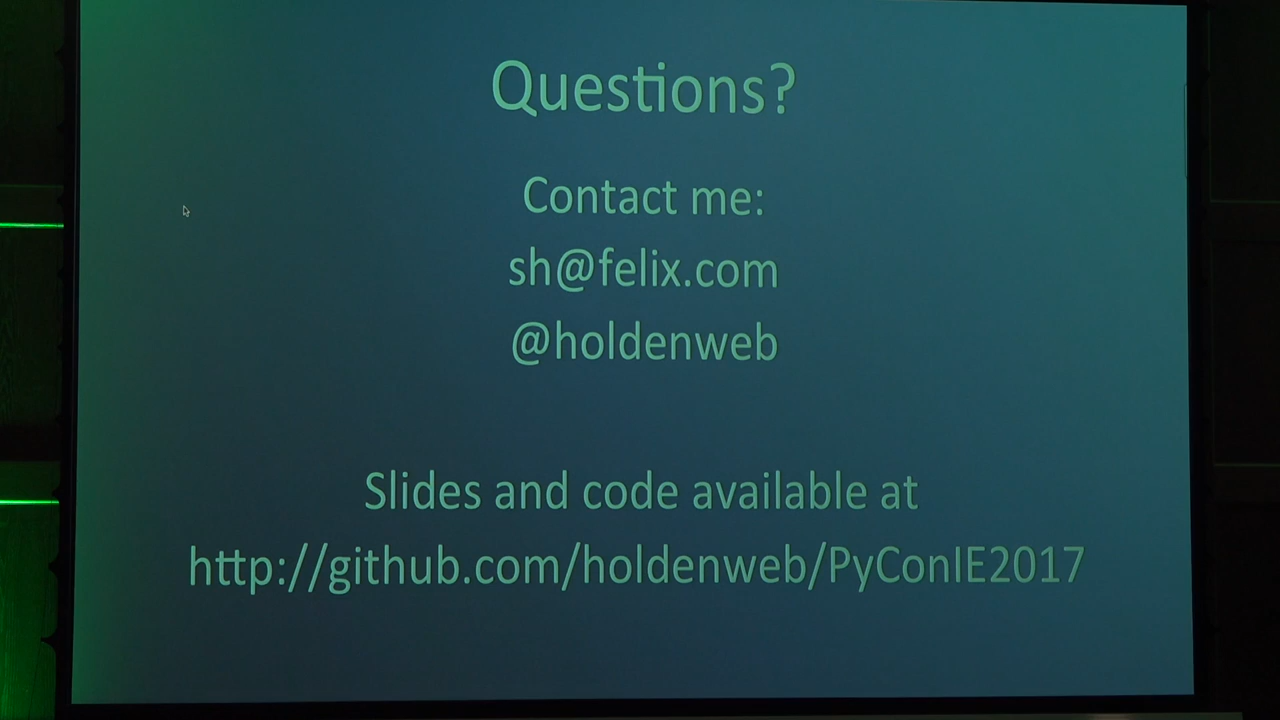 Questions?
Contact me:
sh@felix.com
@holdenweb
Slides and code available at
http://github.com/holdenweb/PyConIE2017